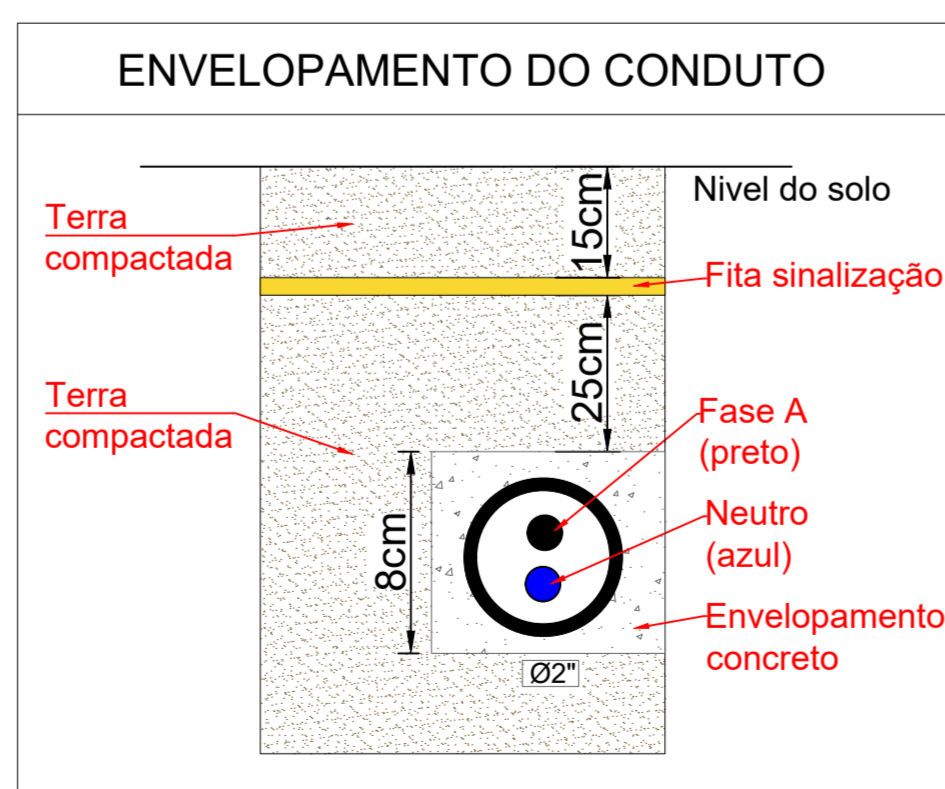 ENVELOPAMENTO DO CONDUTO
Nivel do solo
Terra
compactada
15cm
Fita sinalização
25cm
Terra
compactada
Fase A
(preto)
8cm
Neutro
(azul)
Envelopamento
concreto
Ø2"